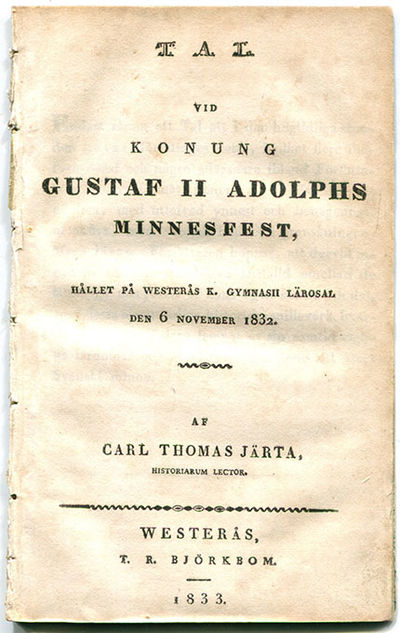 TAL
VID
KONUNG
GUSTAF II ADOLPHS
MINNESFEST,
HÅLLET PÅ WESTERÅS K. GYMNASII LÄROSAL
DEN 6 NOVEMBER 1832.
AF
CARL THOMAS JÄRTA,
HISTORIARUM LECTOR.
WESTERÅS,
T. R. BJÖRKBOM.
1833.